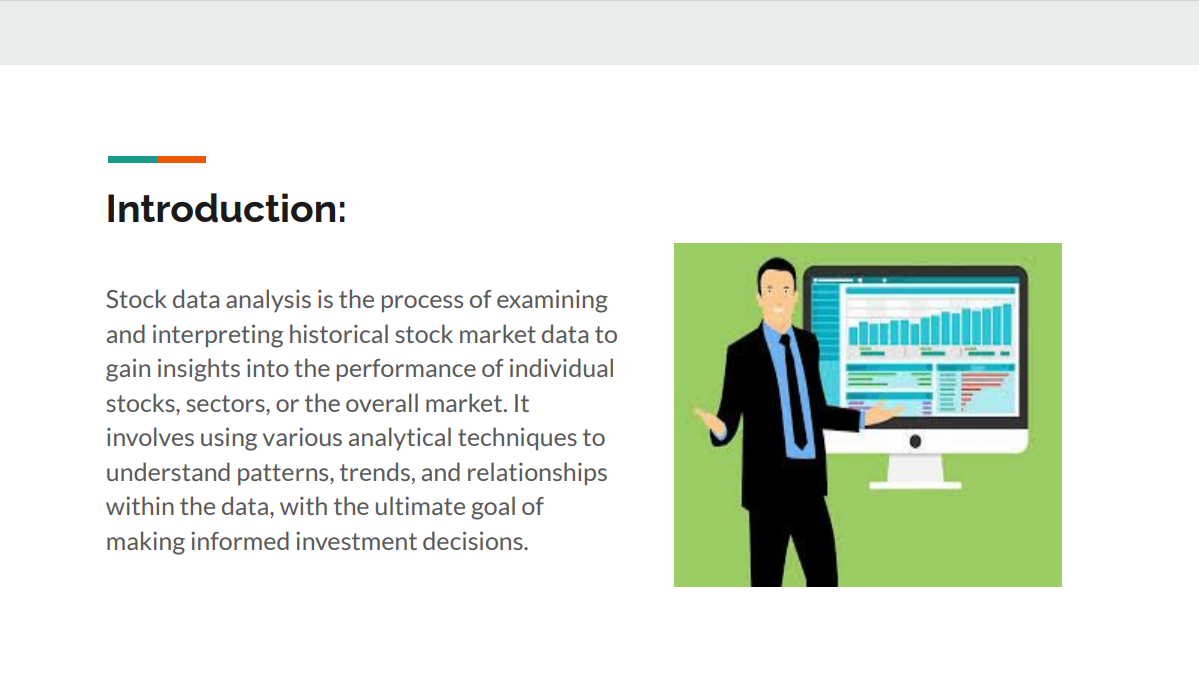 Introduction:
Stock data analysis is the process of examining
and interpreting historical stock market data to
gain insights into the performance of individual
stocks, sectors, or the overall market. It
involves using various analytical techniques to
understand patterns, trends, and relationships
within the data, with the ultimate goal of
making informed investment decisions.